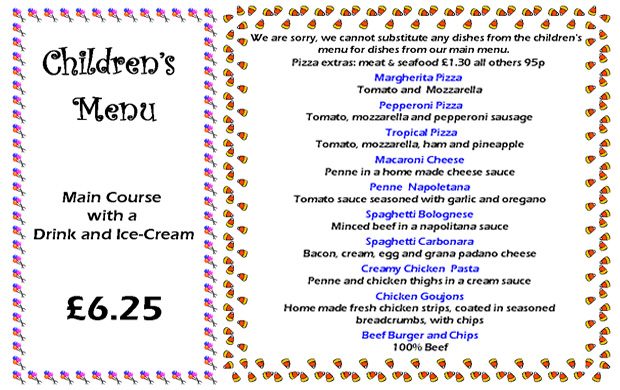 Children's
Menu
Main Course
with a
Drink and Ice-Cream
£6.25
We are sorry, we cannot substitute any dishes from the children's
menu for dishes from our main menu.
Pizza extras: meat & seafood £1.30 all others 95p
Margherita Pizza
Tomato and Mozzarella
Pepperoni Pizza
Tomato, mozzarella and pepperoni sausage
Tropical Pizza
Tomato, mozzarella, ham and pineapple
Macaroni Cheese
Penne in a home made cheese sauce
Penne Napoletana
Tomato sauce seasoned with garlic and oregano
Spaghetti Bolognese
Minced beef in a napolitana sauce
Spaghetti Carbonara
Bacon, cream, egg and grana padano cheese
Creamy Chicken Pasta
Penne and chicken thighs in a cream sauce
Chicken Goujons
Home made fresh chicken strips, coated in seasoned
breadcrumbs, with chips
Beef Burger and Chips
100% Beef